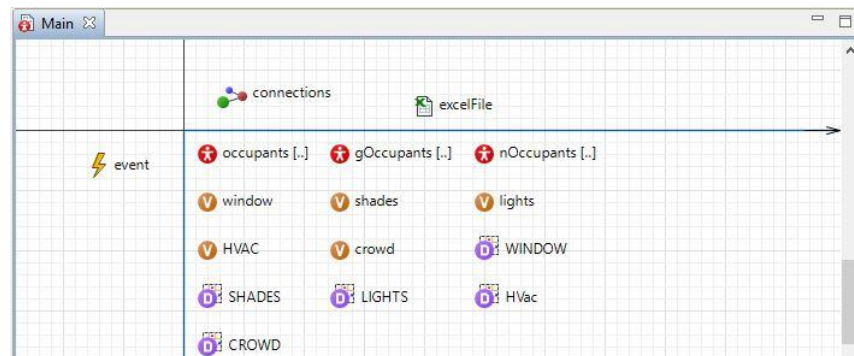 Main
connections
excelFile
event
occupants [..] gOccupants [..] nOccupants [..]
V window V shades V lights
V HVAC V crowd D WINDOW
D SHADES D LIGHTS D HVac
D CROWD